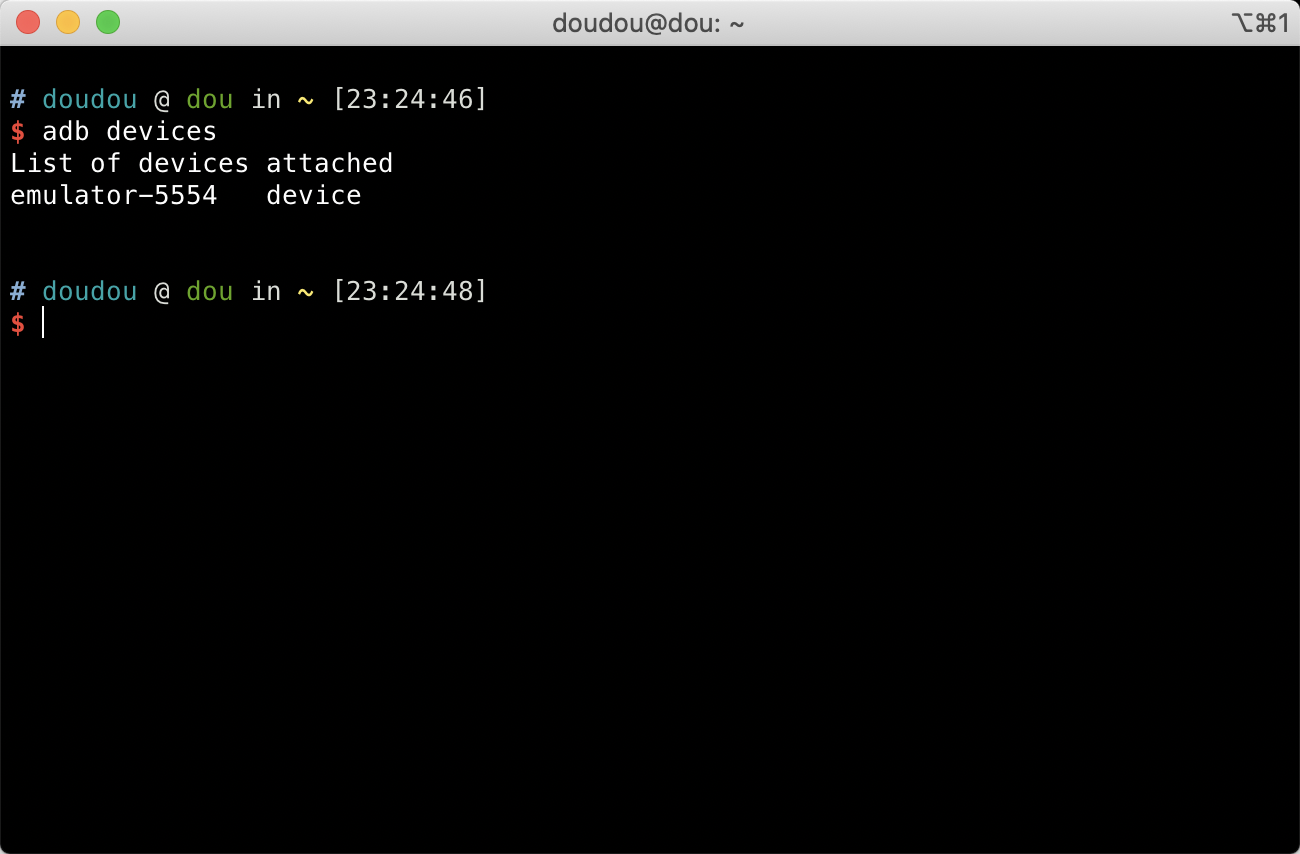 doudou@dou: ~
⌥⌘1
# doudou @ dou in ~ [23:24:46]
$ adb devices
List of devices attached
emulator-5554   device
# doudou @ dou in ~ [23:24:48]
$